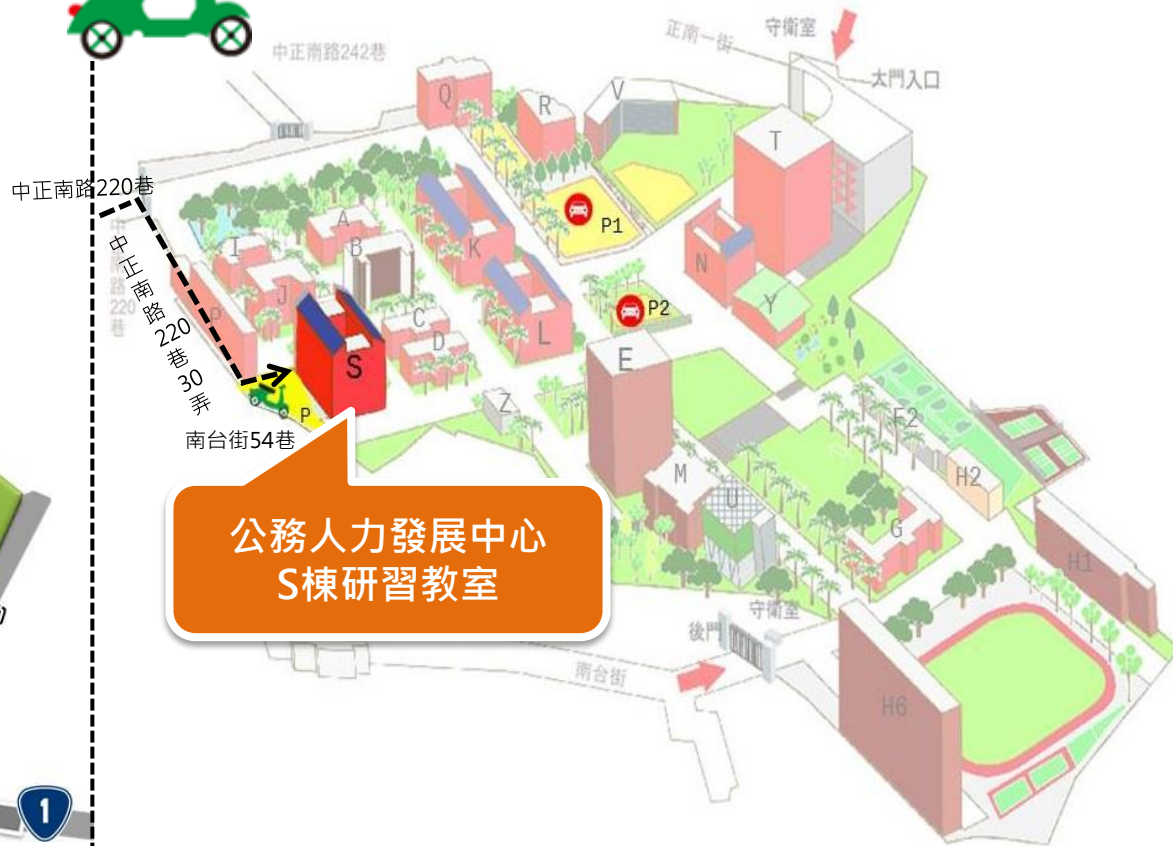 中正南路242巷
正南一街
守衛室
大門入口
Q
R
V
T
中正南路220巷
中正南路220巷
中正南路220巷30弄
A
I
B
K
P1
N
J
P
C
D
L
P2
Y
S
E
Z
P
南台街54巷
F2
M
U
H2
G
H1
公務人力發展中心
S棟研習教室
守衛室
後門
南台街
H6
1